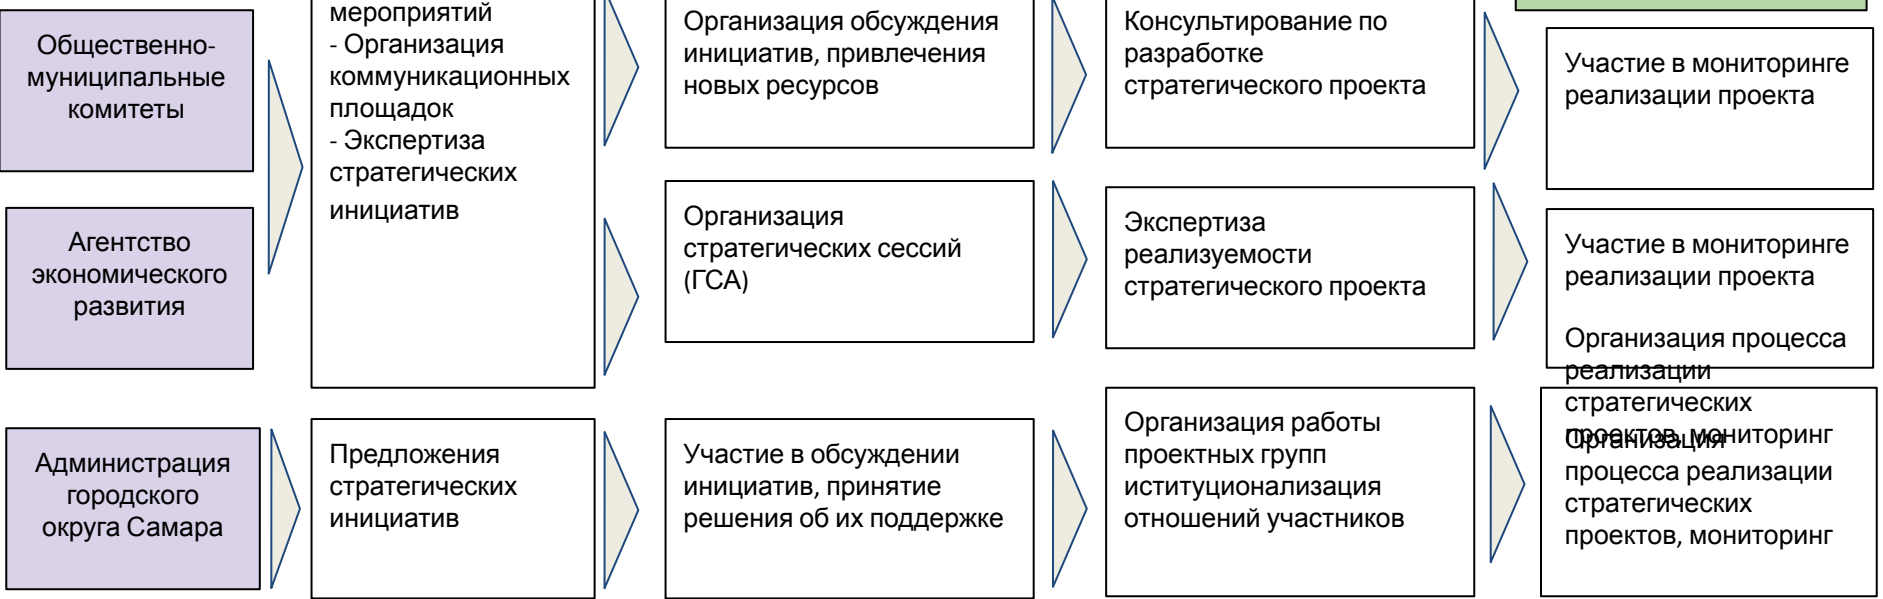 Общественно-
муниципальные
комитеты
мероприятий
- Организация
коммуникационных
площадок
- Экспертиза
стратегических
инициатив
Организация обсуждения
инициатив, привлечения
новых ресурсов
Консультирование по
разработке
стратегического проекта
Участие в мониторинге
реализации проекта
Агентство
экономического
развития
Организация
стратегических сессий
(ГСА)
Экспертиза
реализуемости
стратегического проекта
Участие в мониторинге
реализации проекта
Организация процесса
реализации
стратегических
проектов, мониторинг
Администрация
городского
округа Самара
Предложения
стратегических
инициатив
Участие в обсуждении
инициатив, принятие
решения об их поддержке
Организация работы
проектных групп
иституционализация
отношений участников
Организация
процесса реализации
стратегических
проектов, мониторинг